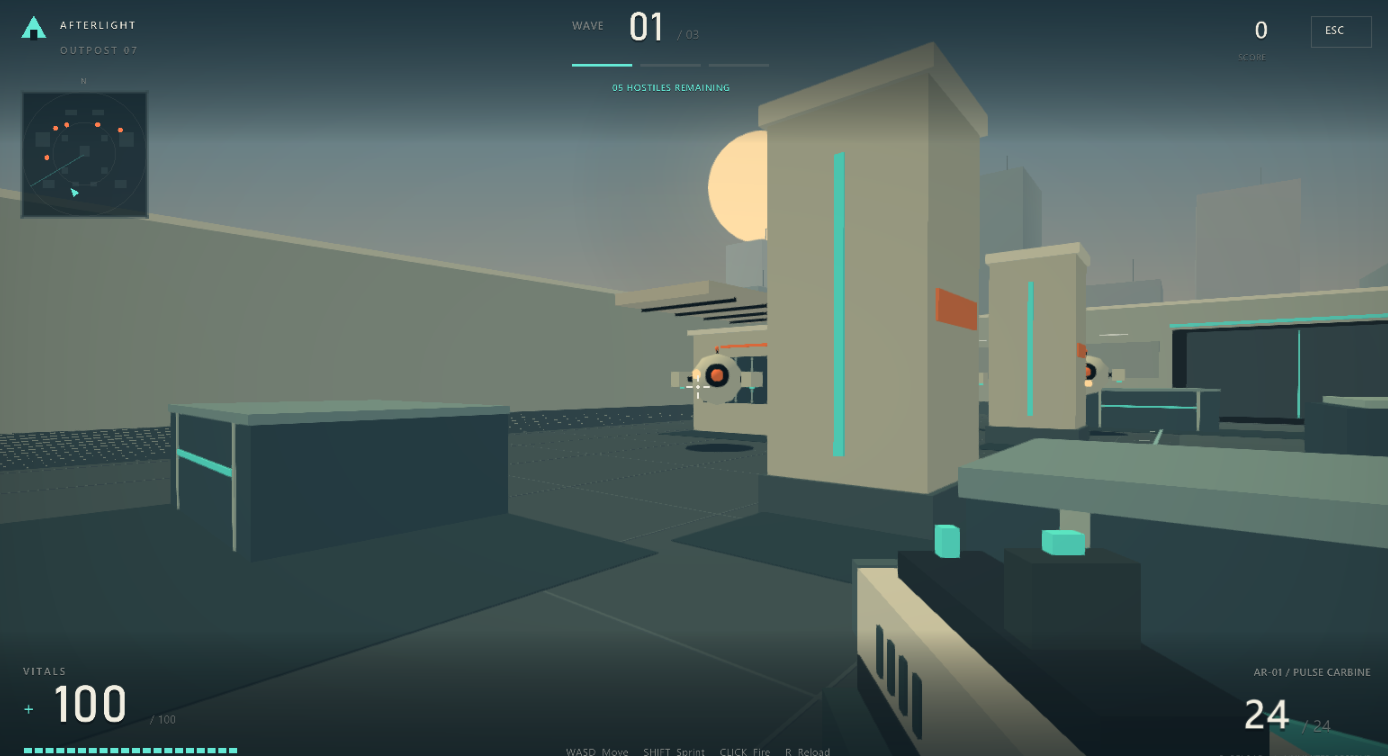 AFTERLIGHT
OUTPOST 07
N
WAVE 01 / 03
05 HOSTILES REMAINING
0
SCORE
ESC
VITALS
+ 100 / 100
AR-01 / PULSE CARBINE
24 / 24
WASD Move SHIFT Sprint CLICK Fire R Reload